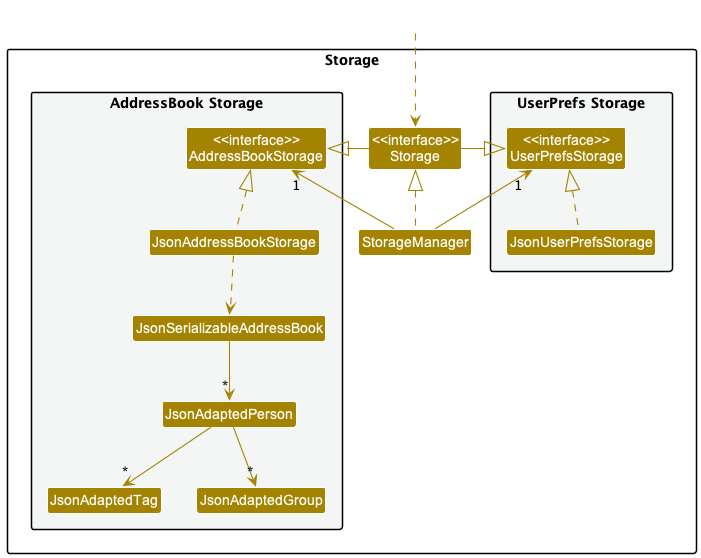 Storage
AddressBook Storage
UserPrefs Storage
<<interface>>
AddressBookStorage
<<interface>>
Storage
<<interface>>
UserPrefsStorage
1
1
JsonAddressBookStorage
StorageManager
JsonUserPrefsStorage
JsonSerializableAddressBook
*
JsonAdaptedPerson
*
*
JsonAdaptedTag
JsonAdaptedGroup